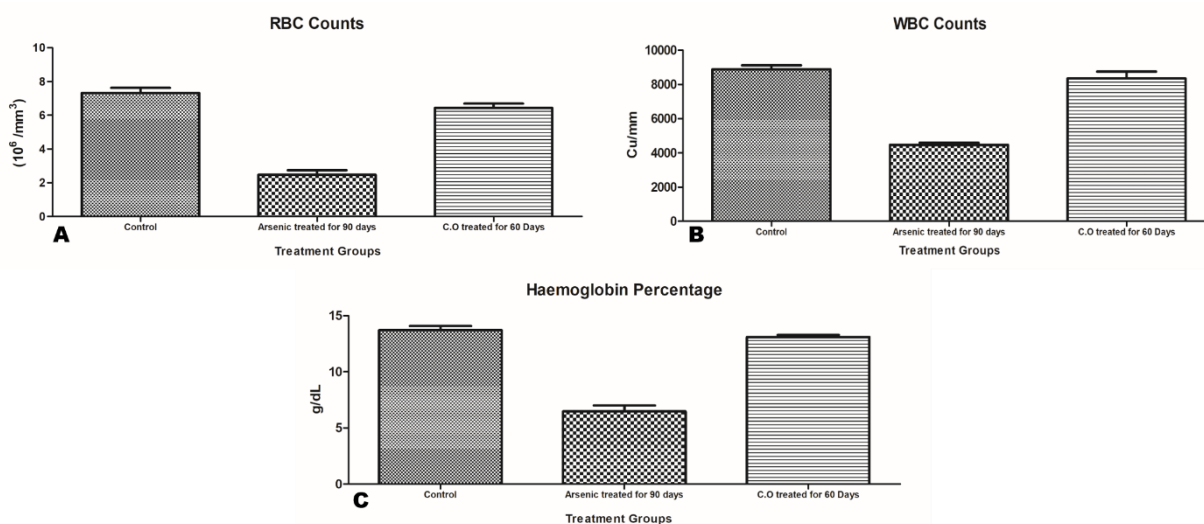 RBC Counts
10
8
6
4
2
0
(10⁶ /mm³)
A
Control
Arsenic treated for 90 days
C.O treated for 60 Days
Treatment Groups
WBC Counts
10000
8000
6000
4000
2000
0
Cu/mm
B
Control
Arsenic treated for 90 days
C.O treated for 60 Days
Treatment Groups
Haemoglobin Percentage
15
10
5
0
g/dL
C
Control
Arsenic treated for 90 days
C.O treated for 60 Days
Treatment Groups